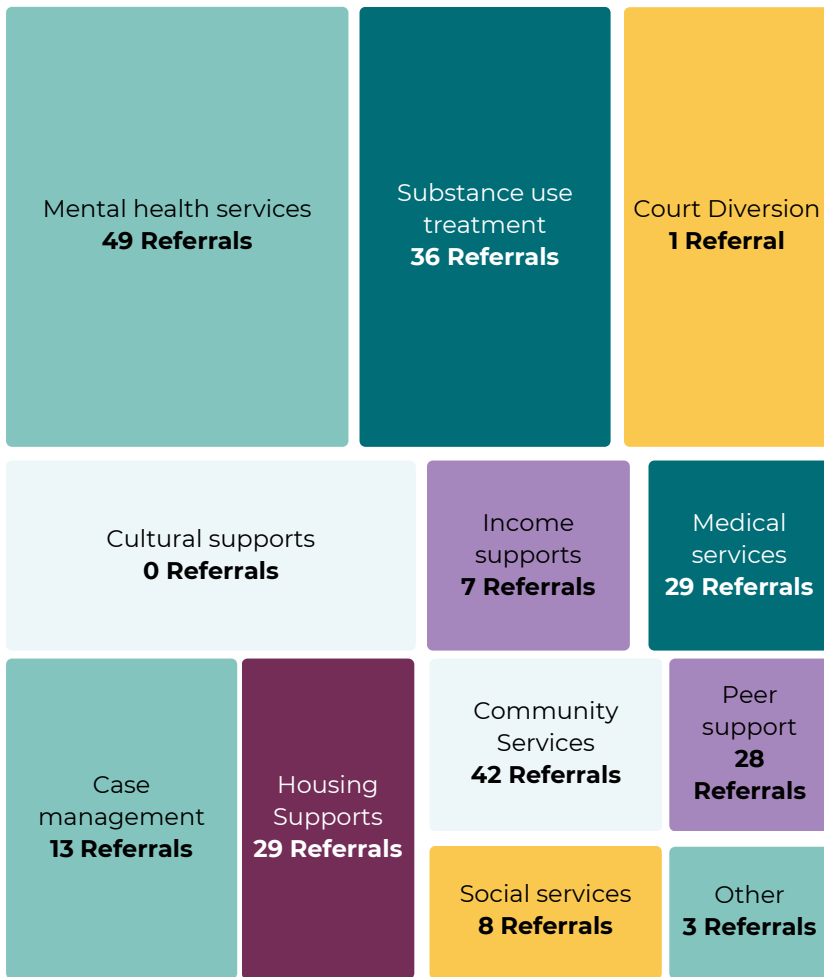 Mental health services
49 Referrals
Substance use
treatment
36 Referrals
Court Diversion
1 Referral
Cultural supports
0 Referrals
Income
supports
7 Referrals
Medical
services
29 Referrals
Case
management
13 Referrals
Housing
Supports
29 Referrals
Community
Services
42 Referrals
Peer
support
28
Referrals
Social services
8 Referrals
Other
3 Referrals